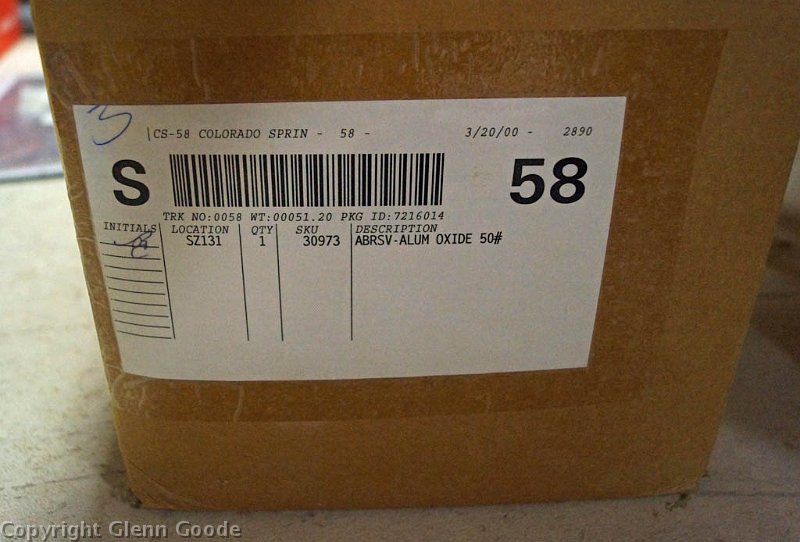 3
CS-58 COLORADO SPRIN - 58 - 3/20/00 - 2890
S 58
TRK NO:0058 WT:00051.20 PKG ID:7216014
INITIALS LOCATION QTY SKU DESCRIPTION
SZ131 1 30973 ABRSV-ALUM OXIDE 50#
Copyright Glenn Goode